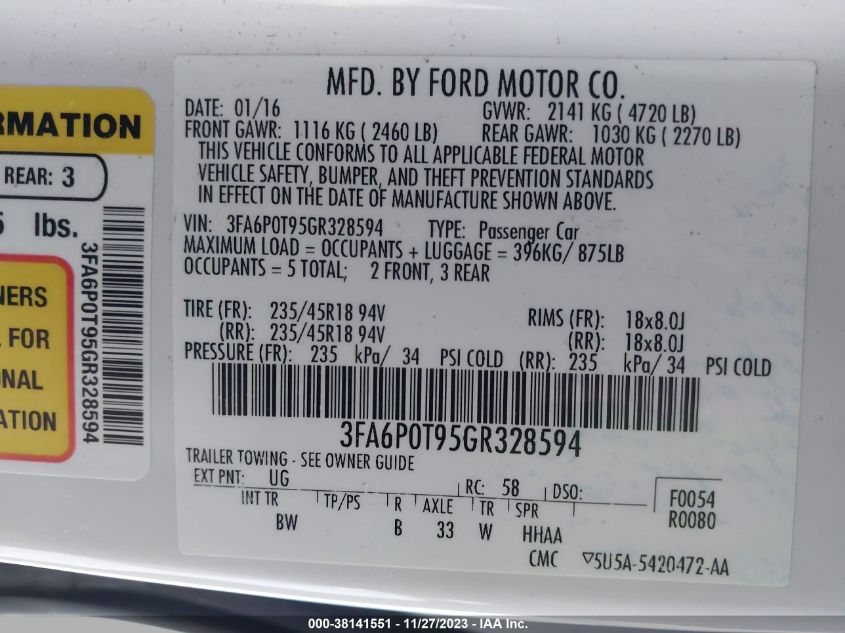 RMATION
REAR: 3
lbs.
3FA6P0T95GR328594
NERS
FOR
ONAL
ATION
MFD. BY FORD MOTOR CO.
DATE: 01/16 GVWR: 2141 KG ( 4720 LB)
FRONT GAWR: 1116 KG ( 2460 LB) REAR GAWR: 1030 KG ( 2270 LB)
THIS VEHICLE CONFORMS TO ALL APPLICABLE FEDERAL MOTOR
VEHICLE SAFETY, BUMPER, AND THEFT PREVENTION STANDARDS
IN EFFECT ON THE DATE OF MANUFACTURE SHOWN ABOVE.
VIN: 3FA6P0T95GR328594 TYPE: Passenger Car
MAXIMUM LOAD = OCCUPANTS + LUGGAGE = 396KG/ 875LB
OCCUPANTS = 5 TOTAL; 2 FRONT, 3 REAR
TIRE (FR): 235/45R18 94V RIMS (FR): 18x8.0J
(RR): 235/45R18 94V (RR): 18x8.0J
PRESSURE (FR): 235 kPa/ 34 PSI COLD (RR): 235 kPa/ 34 PSI COLD
3FA6P0T95GR328594
TRAILER TOWING - SEE OWNER GUIDE
EXT PNT: UG RC: 58 DSO: F0054
INT TR TP/PS R AXLE TR SPR R0080
BW B 33 W HHAA
CMC 5U5A-5420472-AA
000-38141551 - 11/27/2023 - IAA Inc.